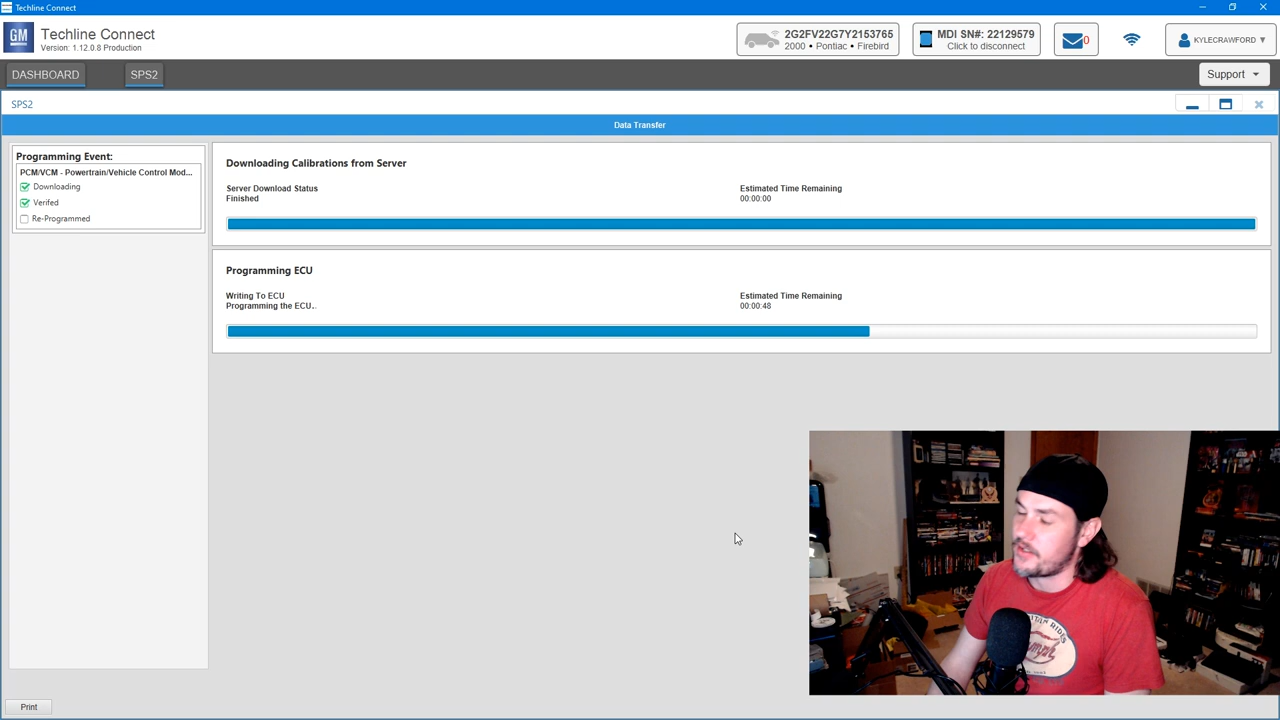 Techline Connect
GM
Techline Connect
Version: 1.12.0.8 Production
2G2FV22G7Y2153765
2000 • Pontiac • Firebird
MDI SN#: 22129579
Click to disconnect
0
KYLECRAWFORD
DASHBOARD
SPS2
Support
SPS2
Data Transfer
Programming Event:
PCM/VCM - Powertrain/Vehicle Control Mod...
Downloading
Verifed
Re-Programmed
Downloading Calibrations from Server
Server Download Status
Finished
Estimated Time Remaining
00:00:00
Programming ECU
Writing To ECU
Programming the ECU..
Estimated Time Remaining
00:00:48
Print